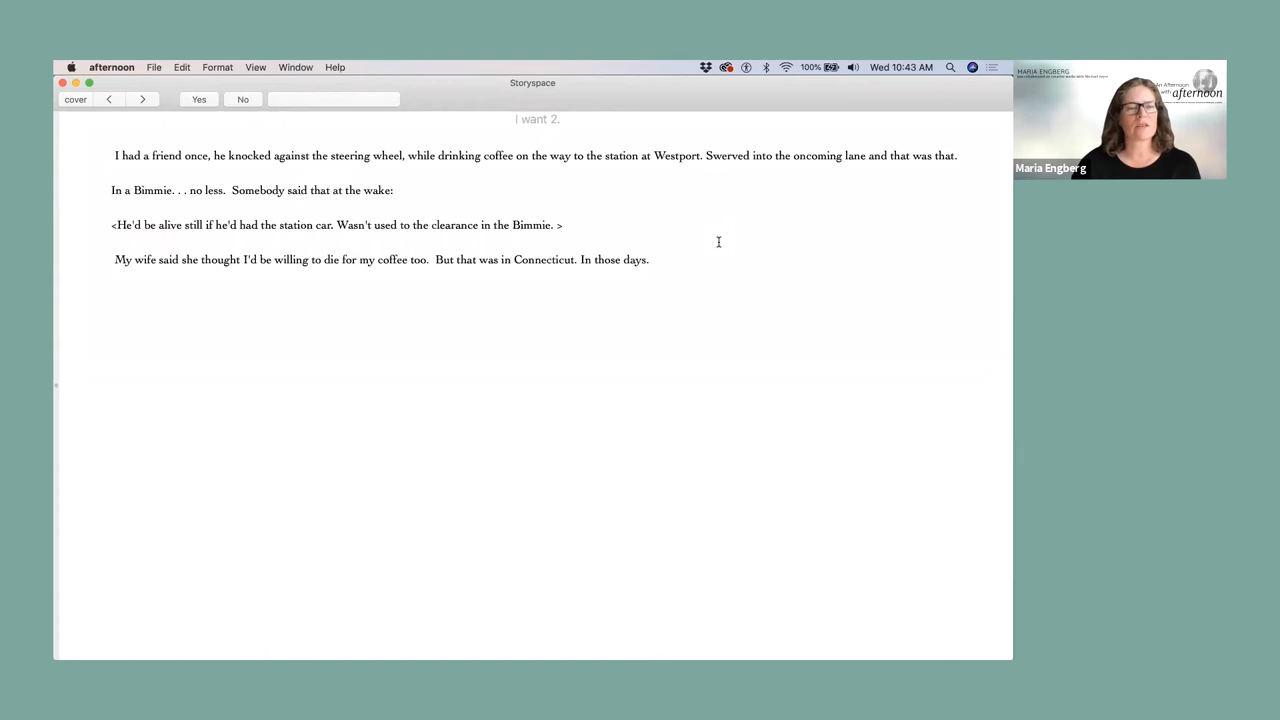 afternoon File Edit Format View Window Help 100% Wed 10:43 AM
Storyspace
cover Yes No
I want 2.
I had a friend once, he knocked against the steering wheel, while drinking coffee on the way to the station at Westport. Swerved into the oncoming lane and that was that.
In a Bimmie. . . no less. Somebody said that at the wake:
<He'd be alive still if he'd had the station car. Wasn't used to the clearance in the Bimmie. >
My wife said she thought I'd be willing to die for my coffee too. But that was in Connecticut. In those days.
MARIA ENGBERG
An Afternoon
with afternoon
Maria Engberg